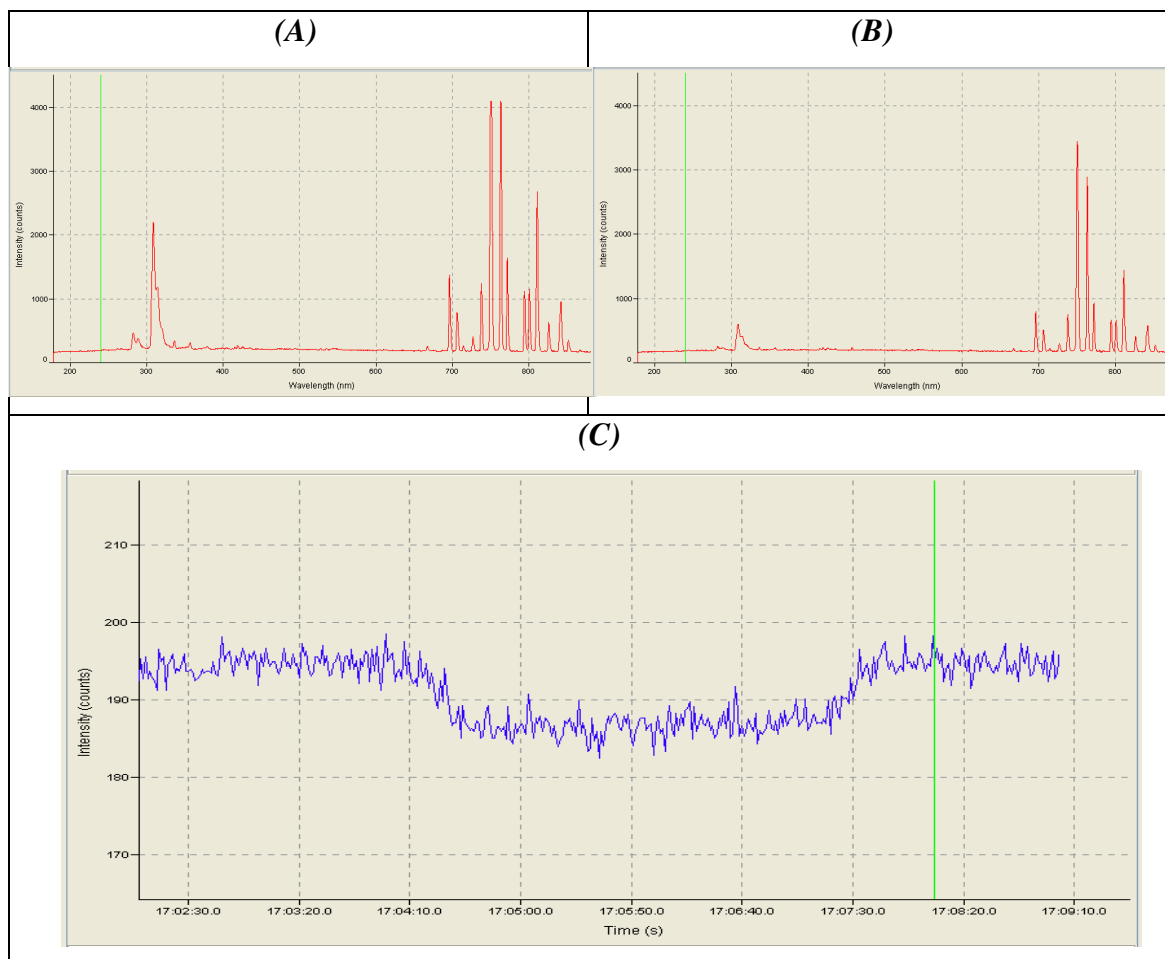 (A) (B)
4000
3000
2000
1000
0
Intensity (counts)
200 300 400 500 600 700 800
Wavelength (nm)
4000
3000
2000
1000
0
Intensity (counts)
200 300 400 500 600 700 800
Wavelength (nm)
(C)
210
200
190
180
170
Intensity (counts)
17:02:30.0 17:03:20.0 17:04:10.0 17:05:00.0 17:05:50.0 17:06:40.0 17:07:30.0 17:08:20.0 17:09:10.0
Time (s)